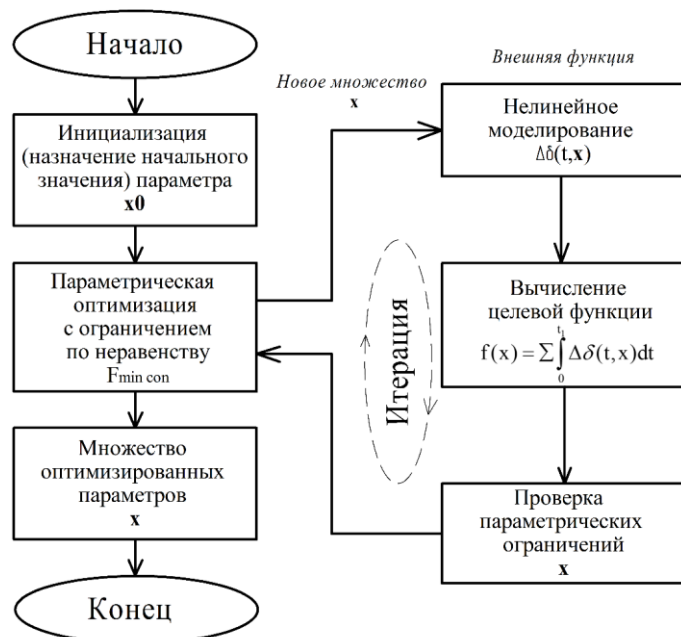 Начало
Инициализация
(назначение начального
значения) параметра
x0
Параметрическая
оптимизация
с ограничением
по неравенству
Fmin con
Множество
оптимизированных
параметров
x
Конец
Новое множество
x
Итерация
Внешняя функция
Нелинейное
моделирование
Δδ(t,x)
Вычисление
целевой функции
f(x) = Σ∫₀^t₁ Δδ(t,x)dt
Проверка
параметрических
ограничений
x